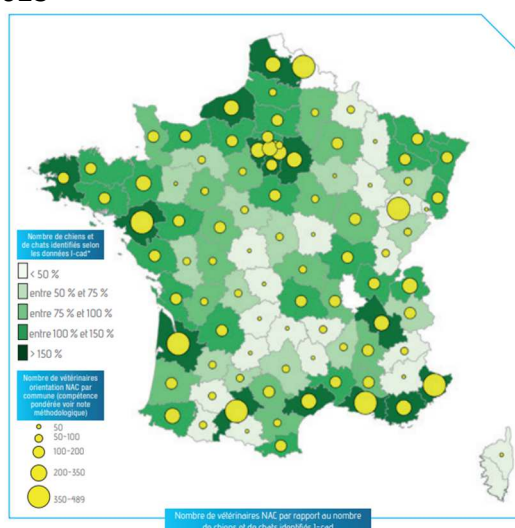 Nombre de chiens et
de chats identifiés selon
les données I-cad*
< 50 %
entre 50 % et 75 %
entre 75 % et 100 %
entre 100 % et 150 %
> 150 %
Nombre de vétérinaires
orientation NAC par
commune (compétence
pondérée voir note
méthodologique)
50
50-100
100-200
200-350
350-489
Nombre de vétérinaires NAC par rapport au nombre
de chiens et de chats identifiés I-cad